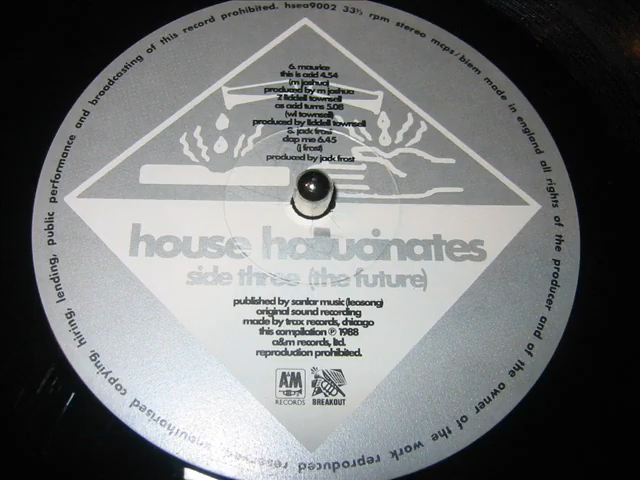 unauthorised copying, hiring, lending, public performance and broadcasting of this record prohibited. hsea9002 33⅓ rpm stereo mcps/biem made in england all rights of the producer and of the owner of the work reproduced reserved
6. maurice
this is acid 4.54
(m joshua)
produced by m joshua
7. liddell townsell
as acid turns 5.08
(wl townsell)
produced by liddell townsell
8. jack frost
clap me 6.45
(j frost)
produced by jack frost
house hallucinates
side three (the future)
published by sanlar music (leosong)
original sound recording
made by trax records, chicago
this compilation ℗ 1988
a&m records, ltd.
reproduction prohibited.
A&M
RECORDS
BREAKOUT